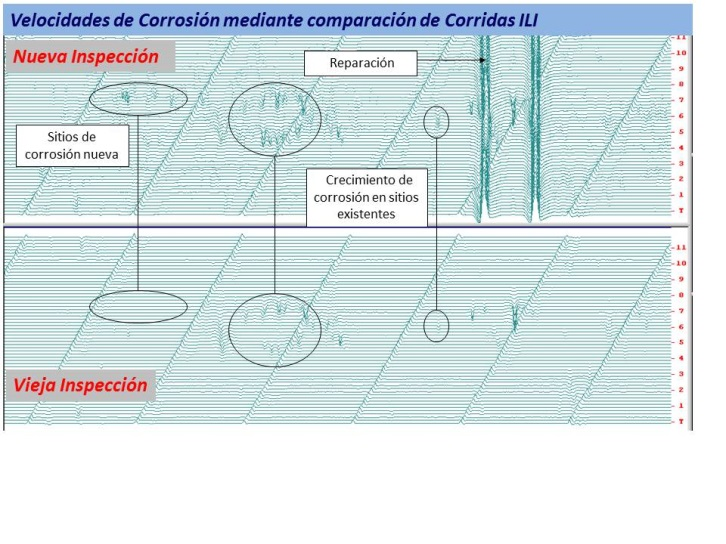 Velocidades de Corrosión mediante comparación de Corridas ILI
Nueva Inspección
Reparación
Sitios de
corrosión nueva
Crecimiento de
corrosión en sitios
existentes
11
10
9
8
7
6
5
4
3
2
1
T
Vieja Inspección
11
10
9
8
7
6
5
4
3
2
1
T